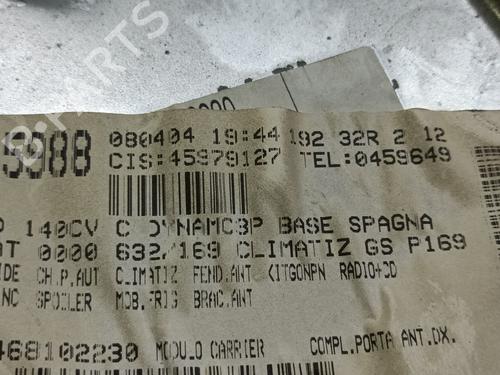 5988 080404 19:44 192 32R 2 12
CIS:45979127 TEL:0459649
140CV C DYNAMC3P BASE SPAGNA
0000 632/169 CLIMATIZ GS P169
CH.P.AUT CLIMATIZ FEND.ANT KITGONPN RADIO+CD
SPOILER MOB.FRIG BRAC.ANT
468102230 MODULO CARRIER COMPL.PORTA ANT.DX.